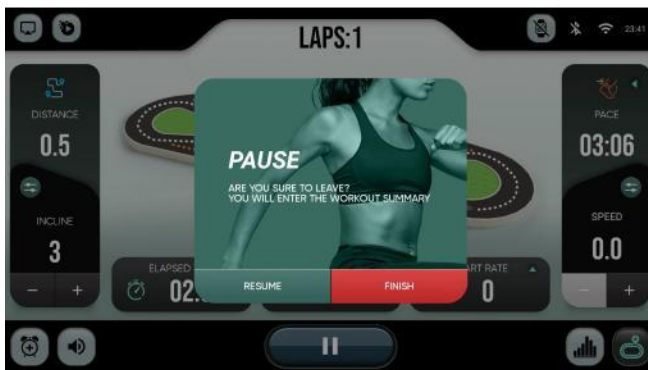 LAPS:1
23:41
DISTANCE
0.5
INCLINE
3
- +
PACE
03:06
SPEED
0.0
- +
PAUSE
ARE YOU SURE TO LEAVE?
YOU WILL ENTER THE WORKOUT SUMMARY
RESUME
FINISH
ELAPSED
02.
ART RATE
0